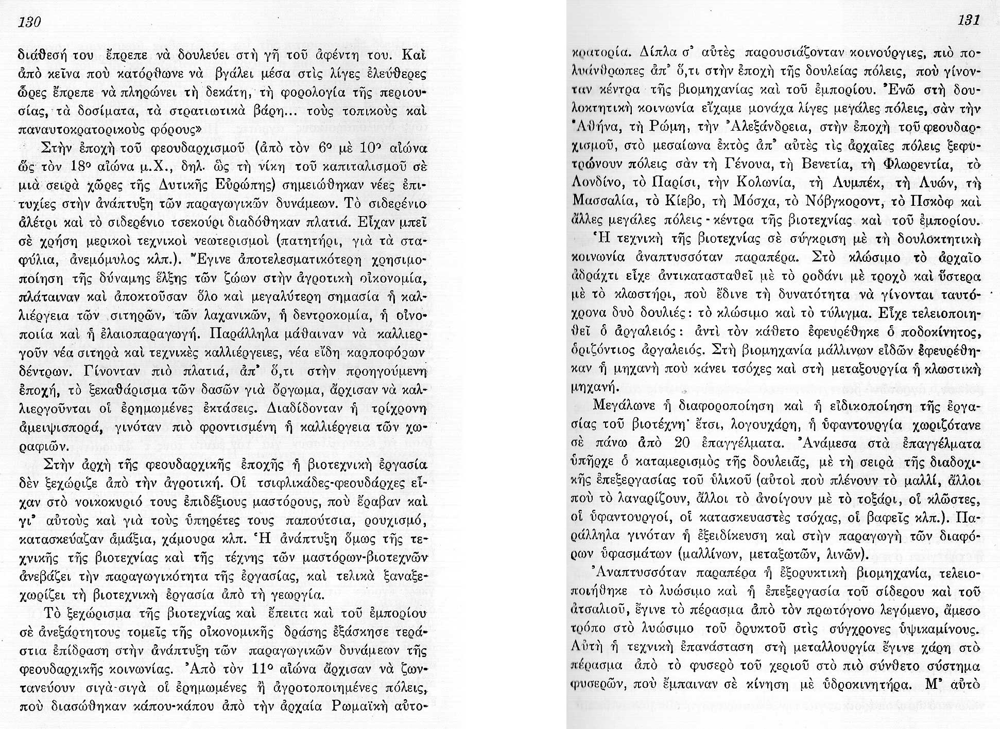 130
διάθεσή του ἔπρεπε νὰ δουλεύει στὴ γῆ τοῦ ἀφέντη του. Καὶ
ἀπὸ κεῖνα ποὺ κατόρθωνε νὰ βγάλει μέσα στὶς λίγες ἐλεύθερες
ὧρες ἔπρεπε νὰ πληρώνει τὴ δεκάτη, τὴ φορολογία τῆς περιου-
σίας, τὰ δοσίματα, τὰ στρατιωτικὰ βάρη... τοὺς τοπικοὺς καὶ
παναυτοκρατορικοὺς φόρους»
Στὴν ἐποχὴ τοῦ φεουδαρχισμοῦ (ἀπὸ τὸν 6ο μὲ 10ο αἰώνα
ὥς τὸν 18ο αἰώνα μ.Χ., δηλ. ὣς τὴ νίκη τοῦ καπιταλισμοῦ σὲ
μιὰ σειρὰ χῶρες τῆς Δυτικῆς Εὐρώπης) σημειώθηκαν νέες ἐπι-
τυχίες στὴν ἀνάπτυξη τῶν παραγωγικῶν δυνάμεων. Τὸ σιδερένιο
ἀλέτρι καὶ τὸ σιδερένιο τσεκούρι διαδόθηκαν πλατιά. Εἶχαν μπεῖ
σὲ χρήση μερικοὶ τεχνικοὶ νεωτερισμοὶ (πατητήρι, γιὰ τὰ στα-
φύλια, ἀνεμόμυλος κλπ.). Ἔγινε ἀποτελεσματικότερη χρησιμο-
ποίηση τῆς δύναμης ἕλξης τῶν ζώων στὴν ἀγροτικὴ οἰκονομία,
πλάταιναν καὶ ἀποκτοῦσαν ὅλο καὶ μεγαλύτερη σημασία ἡ καλ-
λιέργεια τῶν σιτηρῶν, τῶν λαχανικῶν, ἡ δεντροκομία, ἡ οἰνο-
ποιία καὶ ἡ ἐλαιοπαραγωγή. Παράλληλα μάθαιναν νὰ καλλιερ-
γοῦν νέα σιτηρὰ καὶ τεχνικὲς καλλιέργειες, νέα εἴδη καρποφόρων
δέντρων. Γίνονταν πιὸ πλατιά, ἀπ' ὅ,τι στὴν προηγούμενη
ἐποχή, τὸ ξεκαθάρισμα τῶν δασῶν γιὰ ὄργωμα, ἄρχισαν νὰ καλ-
λιεργοῦνται οἱ ἐρημωμένες ἐκτάσεις. Διαδίδονταν ἡ τρίχρονη
ἀμειψισπορά, γινόταν πιὸ φροντισμένη ἡ καλλιέργεια τῶν χω-
ραφιῶν.
Στὴν ἀρχὴ τῆς φεουδαρχικῆς ἐποχῆς ἡ βιοτεχνικὴ ἐργασία
δὲν ξεχώριζε ἀπὸ τὴν ἀγροτική. Οἱ τσιφλικάδες-φεουδάρχες εἶ-
χαν στὸ νοικοκυριό τους ἐπιδέξιους μαστόρους, ποὺ ἔραβαν καὶ
γι' αὐτοὺς καὶ γιὰ τοὺς ὑπηρέτες τους παπούτσια, ρουχισμό,
κατασκεύαζαν ἁμάξια, χάμουρα κλπ. Ἡ ἀνάπτυξη ὅμως τῆς τε-
χνικῆς τῆς βιοτεχνίας καὶ τῆς τέχνης τῶν μαστόρων-βιοτεχνῶν
ἀνεβάζει τὴν παραγωγικότητα τῆς ἐργασίας, καὶ τελικὰ ξαναξε-
χωρίζει τὴ βιοτεχνικὴ ἐργασία ἀπὸ τὴ γεωργία.
Τὸ ξεχώρισμα τῆς βιοτεχνίας καὶ ἔπειτα καὶ τοῦ ἐμπορίου
σὲ ἀνεξάρτητους τομεῖς τῆς οἰκονομικῆς δράσης ἐξάσκησε τερά-
στια ἐπίδραση στὴν ἀνάπτυξη τῶν παραγωγικῶν δυνάμεων τῆς
φεουδαρχικῆς κοινωνίας. Ἀπὸ τὸν 11ο αἰώνα ἄρχισαν νὰ ζων-
τανεύουν σιγὰ-σιγὰ οἱ ἐρημωμένες ἢ ἀγροτοποιημένες πόλεις,
ποὺ διασώθηκαν κάπου-κάπου ἀπὸ τὴν ἀρχαία Ρωμαϊκὴ αὐτο-
131
κρατορία. Δίπλα σ' αὐτὲς παρουσιάζονταν κοινούργιες, πιὸ πο-
λυάνθρωπες ἀπ' ὅ,τι στὴν ἐποχὴ τῆς δουλείας πόλεις, ποὺ γίνον-
ταν κέντρα τῆς βιομηχανίας καὶ τοῦ ἐμπορίου. Ἐνῶ στὴ δου-
λοκτητικὴ κοινωνία εἴχαμε μονάχα λίγες μεγάλες πόλεις, σὰν τὴν
Ἀθήνα, τὴ Ρώμη, τὴν Ἀλεξάνδρεια, στὴν ἐποχὴ τοῦ φεουδαρ-
χισμοῦ, στὸ μεσαίωνα ἐκτὸς ἀπ' αὐτὲς τὶς ἀρχαῖες πόλεις ξεφυ-
τρώνουν πόλεις σὰν τὴ Γένουα, τὴ Βενετία, τὴ Φλωρεντία, τὸ
Λονδίνο, τὸ Παρίσι, τὴν Κολωνία, τὴ Λυμπέκ, τὴ Λυών, τὴ
Μασσαλία, τὸ Κίεβο, τὴ Μόσχα, τὸ Νόβγκοροντ, τὸ Πσκὸφ καὶ
ἄλλες μεγάλες πόλεις - κέντρα τῆς βιοτεχνίας καὶ τοῦ ἐμπορίου.
Ἡ τεχνικὴ τῆς βιοτεχνίας σὲ σύγκριση μὲ τὴ δουλοκτητικὴ
κοινωνία ἀναπτυσσόταν παραπέρα. Στὸ κλώσιμο τὸ ἀρχαῖο
ἀδράχτι εἶχε ἀντικατασταθεῖ μὲ τὸ ροδάνι μὲ τροχὸ καὶ ὕστερα
μὲ τὸ κλωστήρι, ποὺ ἔδινε τὴ δυνατότητα νὰ γίνονται ταυτό-
χρονα δυὸ δουλιές: τὸ κλώσιμο καὶ τὸ τύλιγμα. Εἶχε τελειοποιη-
θεῖ ὁ ἀργαλειός: ἀντὶ τὸν κάθετο ἐφευρέθηκε ὁ ποδοκίνητος,
ὁριζόντιος ἀργαλειός. Στὴ βιομηχανία μάλλινων εἰδῶν ἐφευρέθη-
καν ἡ μηχανὴ ποὺ κάνει τσόχες καὶ στὴ μεταξουργία ἡ κλωστικὴ
μηχανή.
Μεγάλωνε ἡ διαφοροποίηση καὶ ἡ εἰδικοποίηση τῆς ἐργα-
σίας τοῦ βιοτέχνη· ἔτσι, λογουχάρη, ἡ ὑφαντουργία χωριζότανε
σὲ πάνω ἀπὸ 20 ἐπαγγέλματα. Ἀνάμεσα στὰ ἐπαγγέλματα
ὑπῆρχε ὁ καταμερισμὸς τῆς δουλειᾶς, μὲ τὴ σειρὰ τῆς διαδοχι-
κῆς ἐπεξεργασίας τοῦ ὑλικοῦ (αὐτοὶ ποὺ πλένουν τὸ μαλλί, ἄλλοι
ποὺ τὸ λαναρίζουν, ἄλλοι τὸ ἀνοίγουν μὲ τὸ τοξάρι, οἱ κλῶστες,
οἱ ὑφαντουργοί, οἱ κατασκευαστὲς τσόχας, οἱ βαφεῖς κλπ.). Πα-
ράλληλα γινόταν ἡ ἐξειδίκευση καὶ στὴν παραγωγὴ τῶν διαφό-
ρων ὑφασμάτων (μαλλίνων, μεταξωτῶν, λινῶν).
Ἀναπτυσσόταν παραπέρα ἡ ἐξορυκτικὴ βιομηχανία, τελειο-
ποιήθηκε τὸ λυώσιμο καὶ ἡ ἐπεξεργασία τοῦ σίδερου καὶ τοῦ
ἀτσαλιοῦ, ἔγινε τὸ πέρασμα ἀπὸ τὸν πρωτόγονο λεγόμενο, ἄμεσο
τρόπο στὸ λυώσιμο τοῦ ὀρυκτοῦ στὶς σύγχρονες ὑψικαμίνους.
Αὐτὴ ἡ τεχνικὴ ἐπανάσταση στὴ μεταλλουργία ἔγινε χάρη στὸ
πέρασμα ἀπὸ τὸ φυσερὸ τοῦ χεριοῦ στὸ πιὸ σύνθετο σύστημα
φυσερῶν, ποὺ ἔμπαιναν σὲ κίνηση μὲ ὑδροκινητήρα. Μ' αὐτὸ